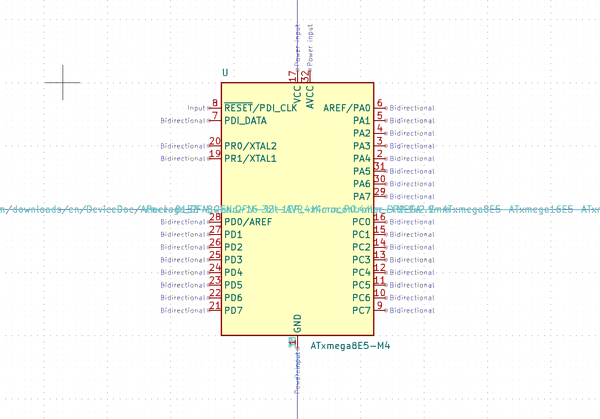 Power input Power input
U
17 32
VCC AVCC
Input 8 RESET/PDI_CLK AREF/PA0 6 Bidirectional
Bidirectional 7 PDI_DATA PA1 5 Bidirectional
PA2 4 Bidirectional
Bidirectional 20 PR0/XTAL2 PA3 3 Bidirectional
Bidirectional 19 PR1/XTAL1 PA4 2 Bidirectional
PA5 31 Bidirectional
PA6 30 Bidirectional
PA7 29 Bidirectional
Bidirectional 28 PD0/AREF PC0 16 Bidirectional
Bidirectional 27 PD1 PC1 15 Bidirectional
Bidirectional 26 PD2 PC2 14 Bidirectional
Bidirectional 25 PD3 PC3 13 Bidirectional
Bidirectional 24 PD4 PC4 12 Bidirectional
Bidirectional 23 PD5 PC5 11 Bidirectional
Bidirectional 22 PD6 PC6 10 Bidirectional
Bidirectional 21 PD7 PC7 9 Bidirectional
GND
ATxmega8E5-M4
Power input